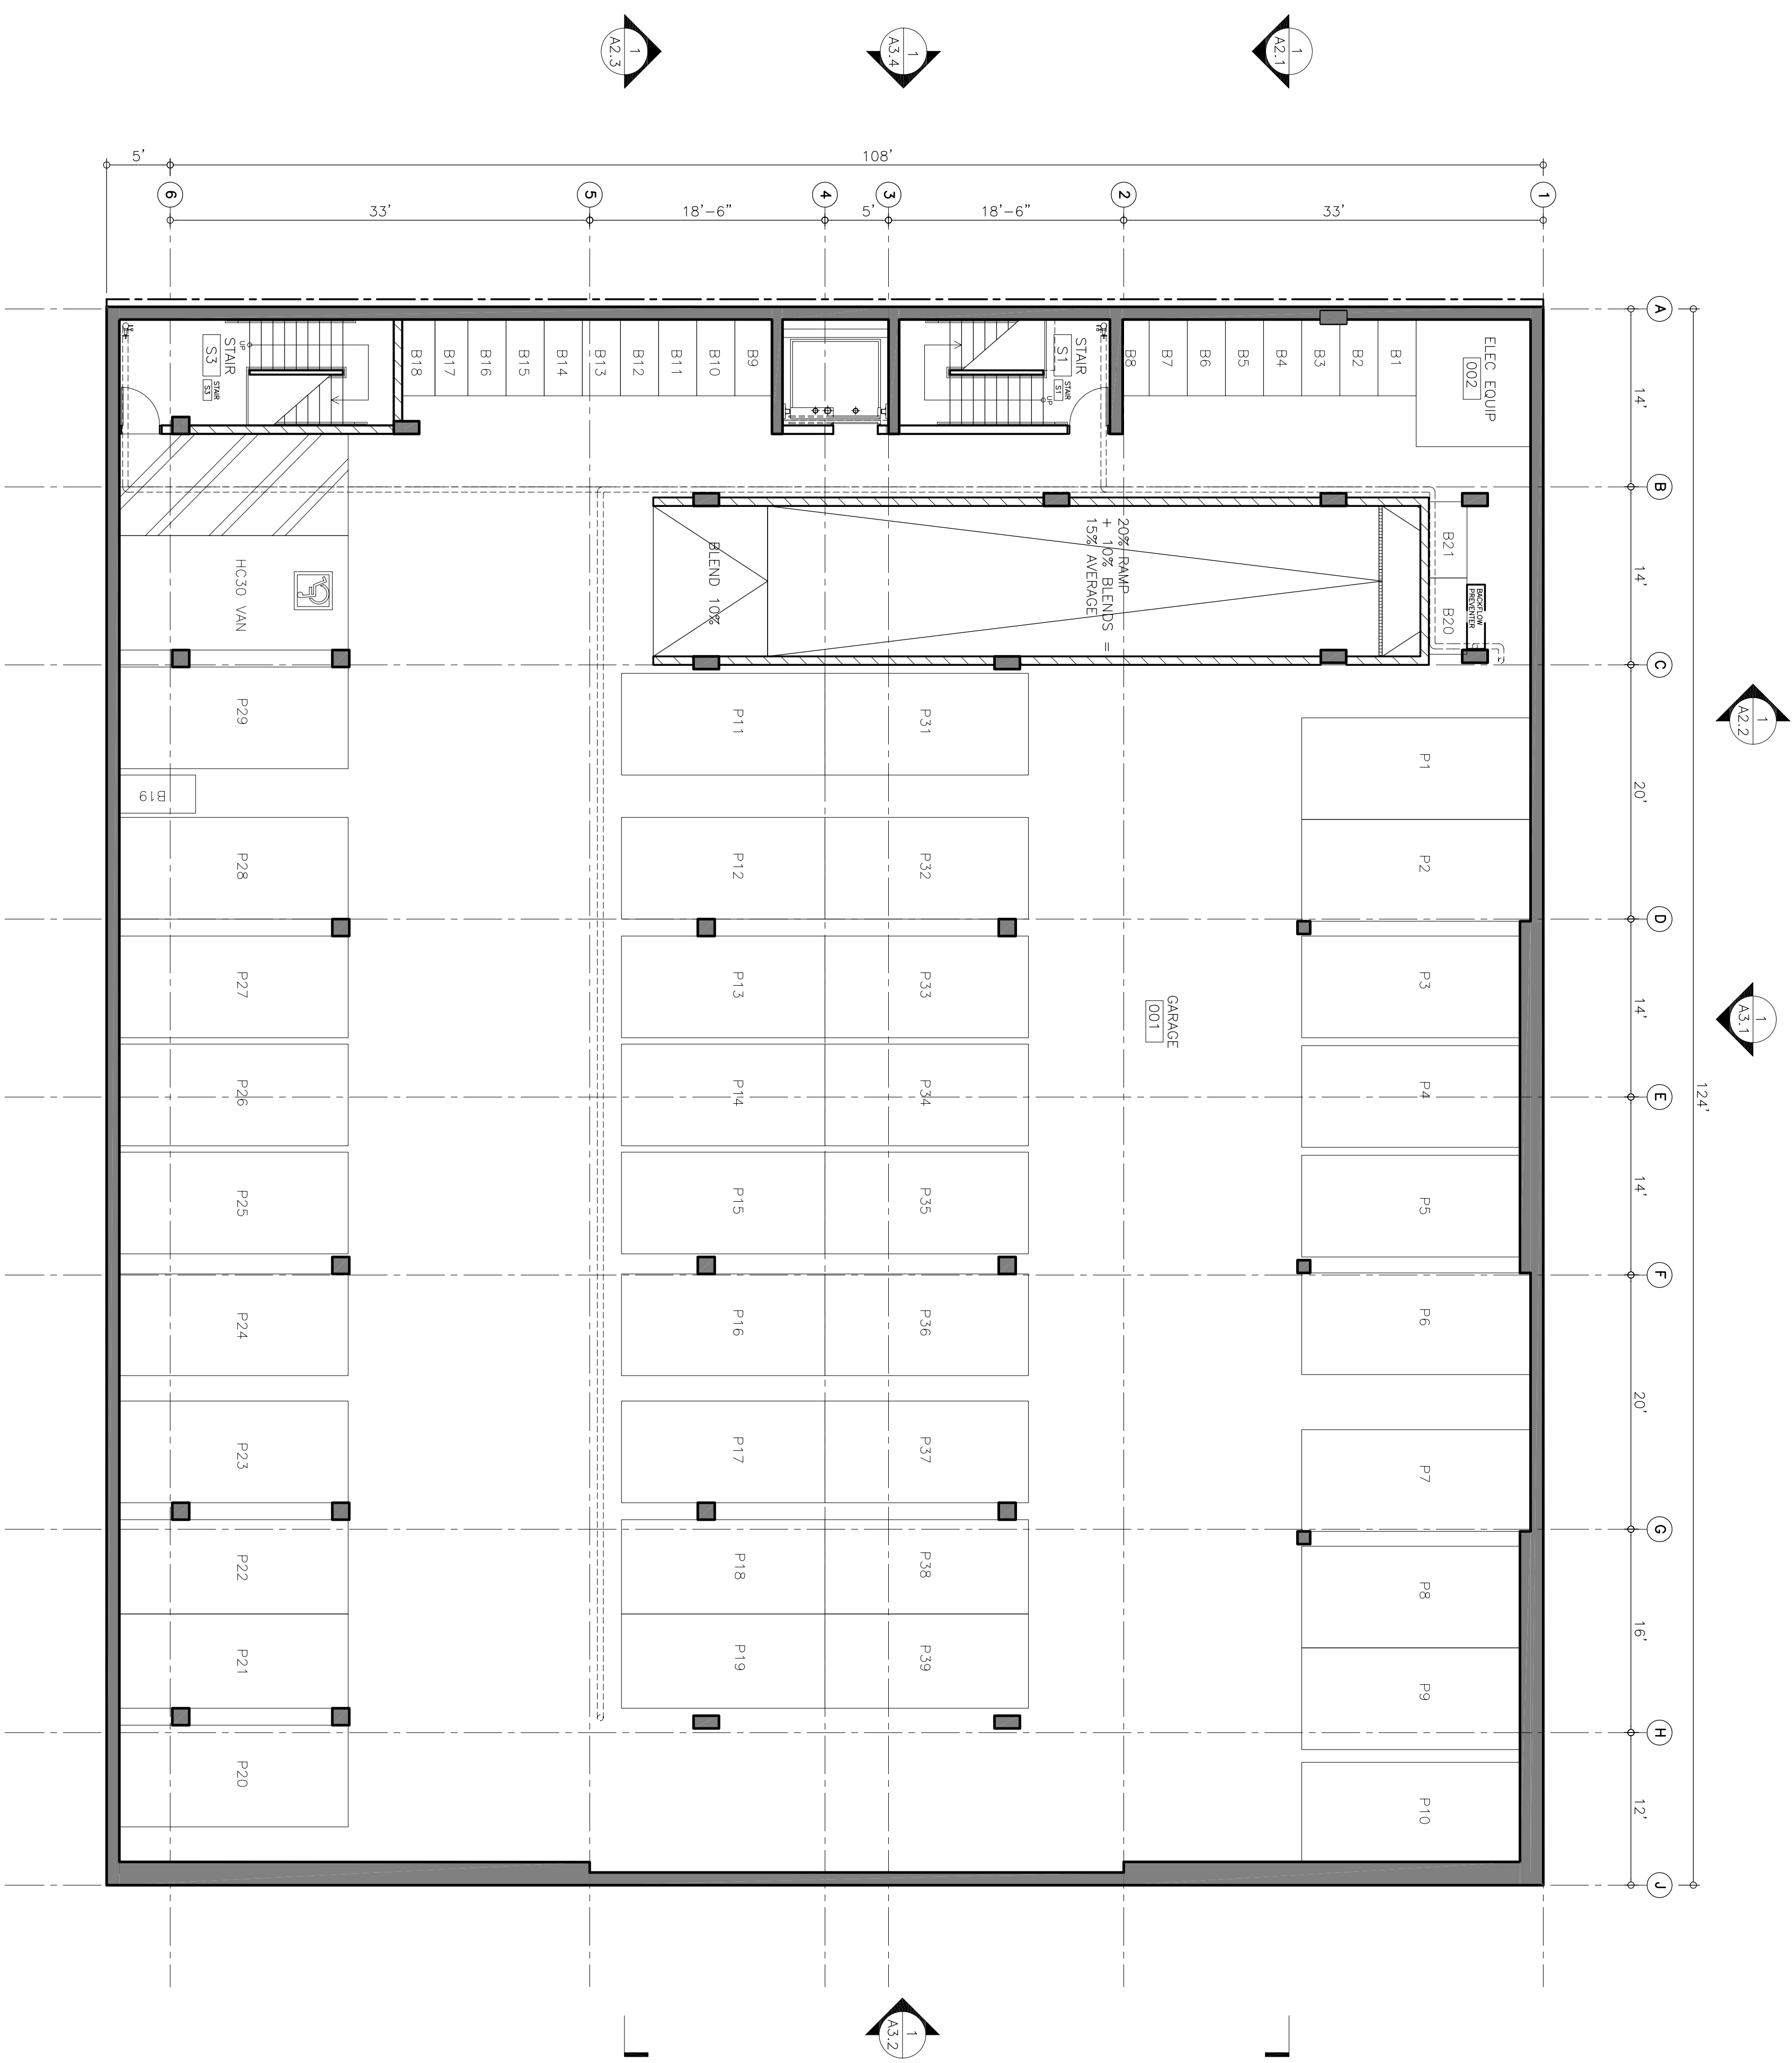 1
A2.3
1
A3.4
1
A2.1
5'
108'
6
5
4
3
2
1
33'
18'-6"
5'
18'-6"
33'
A
B
C
D
E
F
G
H
J
14'
14'
20'
14'
14'
20'
16'
12'
124'
1
A2.2
1
A3.1
1
A3.2
UP
STAIR
S3
STAIR
S3
B18
B17
B16
B15
B14
B13
B12
B11
B10
B9
STAIR
S1
STAIR
S1
UP
B8
B7
B6
B5
B4
B3
B2
B1
ELEC EQUIP
002
HC30 VAN
BLEND 10%
20% RAMP
+ 10% BLENDS =
15% AVERAGE
B21
B20
BACKFLOW
PREVENTER
P29
P11
P31
P1
B19
P28
P12
P32
P2
P27
P13
P33
GARAGE
001
P3
P26
P14
P34
P4
P25
P15
P35
P5
P24
P16
P36
P6
P23
P17
P37
P7
P22
P18
P38
P8
P21
P19
P39
P9
P20
P10